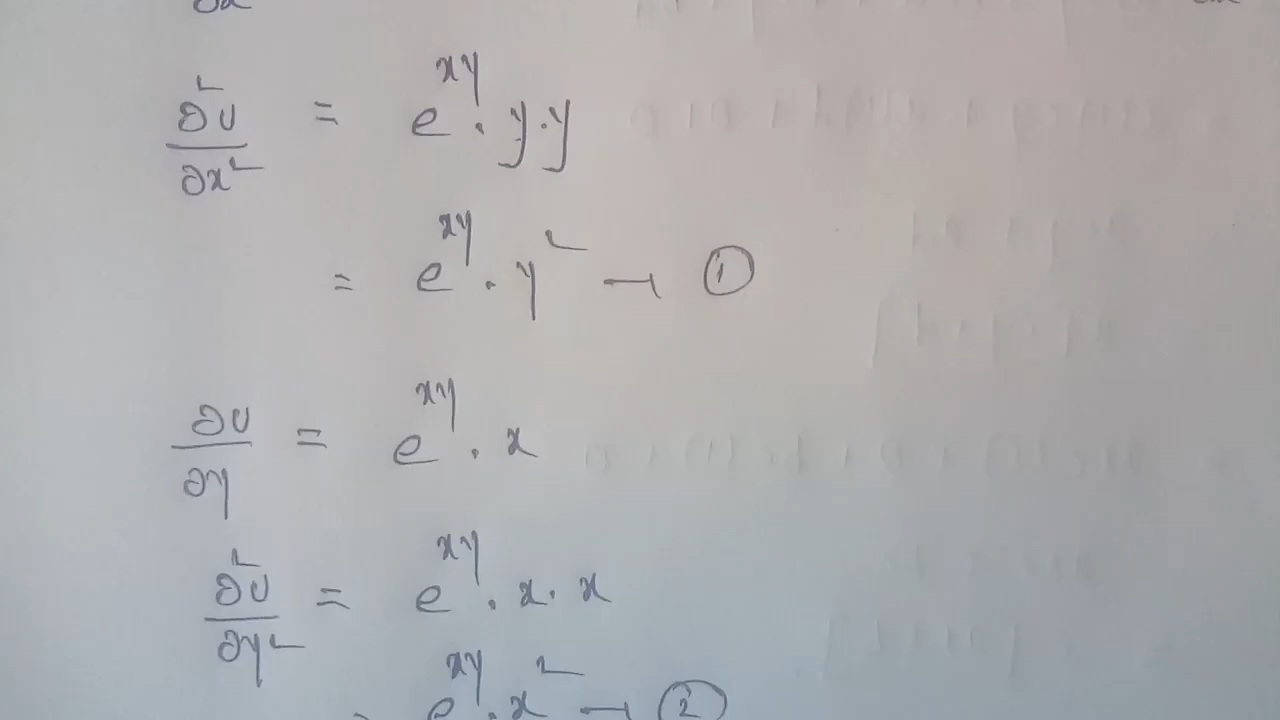 ∂²U/∂x² = e^xy · y · y
= e^xy · y² → ①
∂U/∂y = e^xy · x
∂²U/∂y² = e^xy · x · x
= e^xy · x² → ②